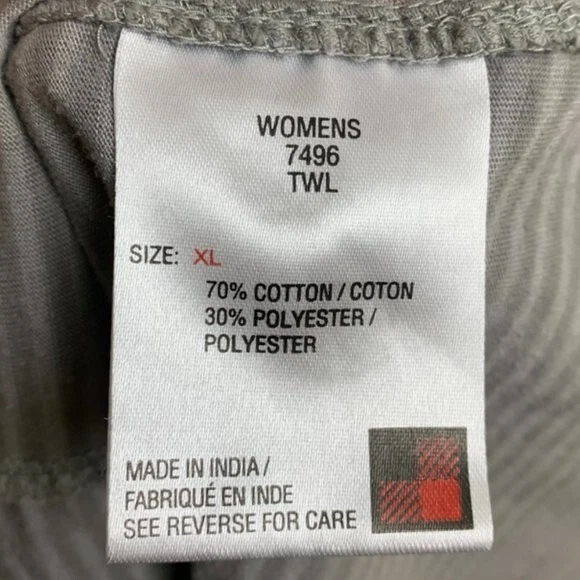 WOMENS
7496
TWL
SIZE: XL
70% COTTON / COTON
30% POLYESTER /
POLYESTER
MADE IN INDIA /
FABRIQUÉ EN INDE
SEE REVERSE FOR CARE